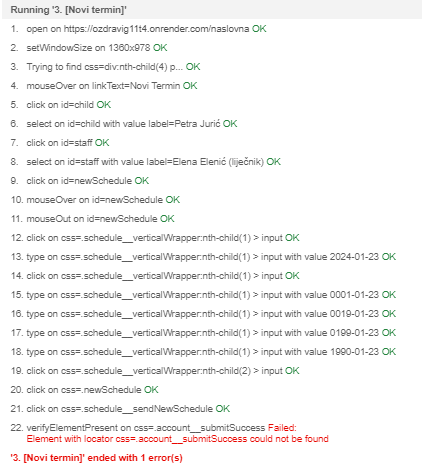 Running '3. [Novi termin]'
1. open on https://ozdravig11t4.onrender.com/naslovna OK
2. setWindowSize on 1360x978 OK
3. Trying to find css=div:nth-child(4) p... OK
4. mouseOver on linkText=Novi Termin OK
5. click on id=child OK
6. select on id=child with value label=Petra Jurić OK
7. click on id=staff OK
8. select on id=staff with value label=Elena Elenić (liječnik) OK
9. click on id=newSchedule OK
10. mouseOver on id=newSchedule OK
11. mouseOut on id=newSchedule OK
12. click on css=.schedule__verticalWrapper:nth-child(1) > input OK
13. type on css=.schedule__verticalWrapper:nth-child(1) > input with value 2024-01-23 OK
14. click on css=.schedule__verticalWrapper:nth-child(1) > input OK
15. type on css=.schedule__verticalWrapper:nth-child(1) > input with value 0001-01-23 OK
16. type on css=.schedule__verticalWrapper:nth-child(1) > input with value 0019-01-23 OK
17. type on css=.schedule__verticalWrapper:nth-child(1) > input with value 0199-01-23 OK
18. type on css=.schedule__verticalWrapper:nth-child(1) > input with value 1990-01-23 OK
19. click on css=.schedule__verticalWrapper:nth-child(2) > input OK
20. click on css=.newSchedule OK
21. click on css=.schedule__sendNewSchedule OK
22. verifyElementPresent on css=.account__submitSuccess Failed:
Element with locator css=.account__submitSuccess could not be found
'3. [Novi termin]' ended with 1 error(s)